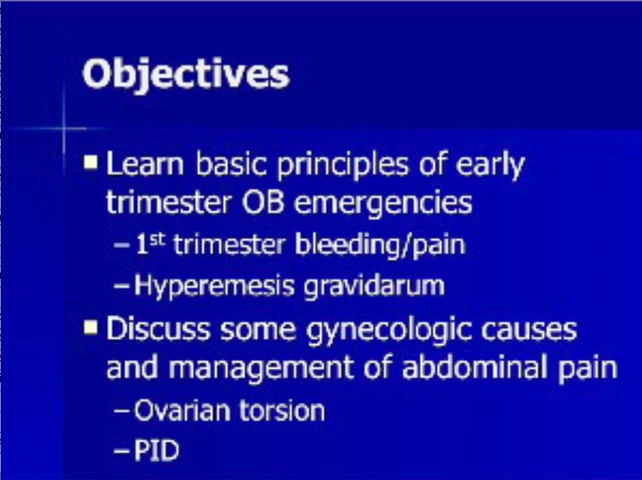 Objectives
■ Learn basic principles of early
trimester OB emergencies
– 1st trimester bleeding/pain
– Hyperemesis gravidarum
■ Discuss some gynecologic causes
and management of abdominal pain
– Ovarian torsion
– PID